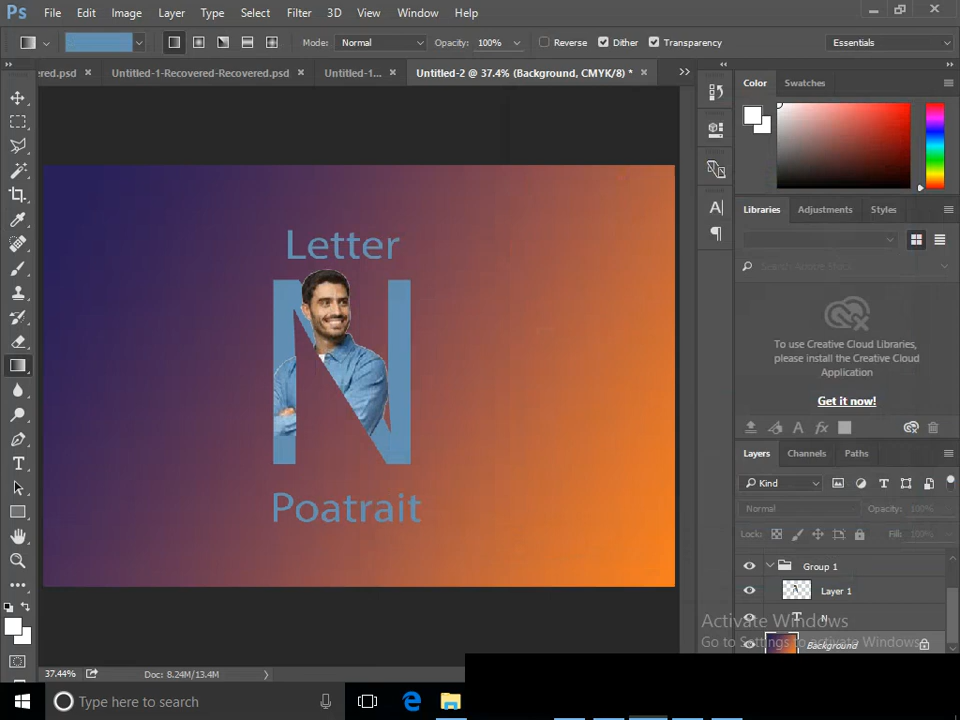 Ps File Edit Image Layer Type Select Filter 3D View Window Help
Mode: Normal Opacity: 100% Reverse Dither Transparency Essentials
ered.psd × Untitled-1-Recovered-Recovered.psd × Untitled-1... × Untitled-2 @ 37.4% (Background, CMYK/8) * ×
Color Swatches
Letter
N
Poatrait
Libraries Adjustments Styles
To use Creative Cloud Libraries,
please install the Creative Cloud
Application
Get it now!
Layers Channels Paths
Kind
Normal Opacity: 100%
Lock: Fill: 100%
Group 1
Layer 1
T N
Background
Activate Windows
Go to Settings to activate Windows.
37.44% Doc: 8.24M/13.4M
Type here to search